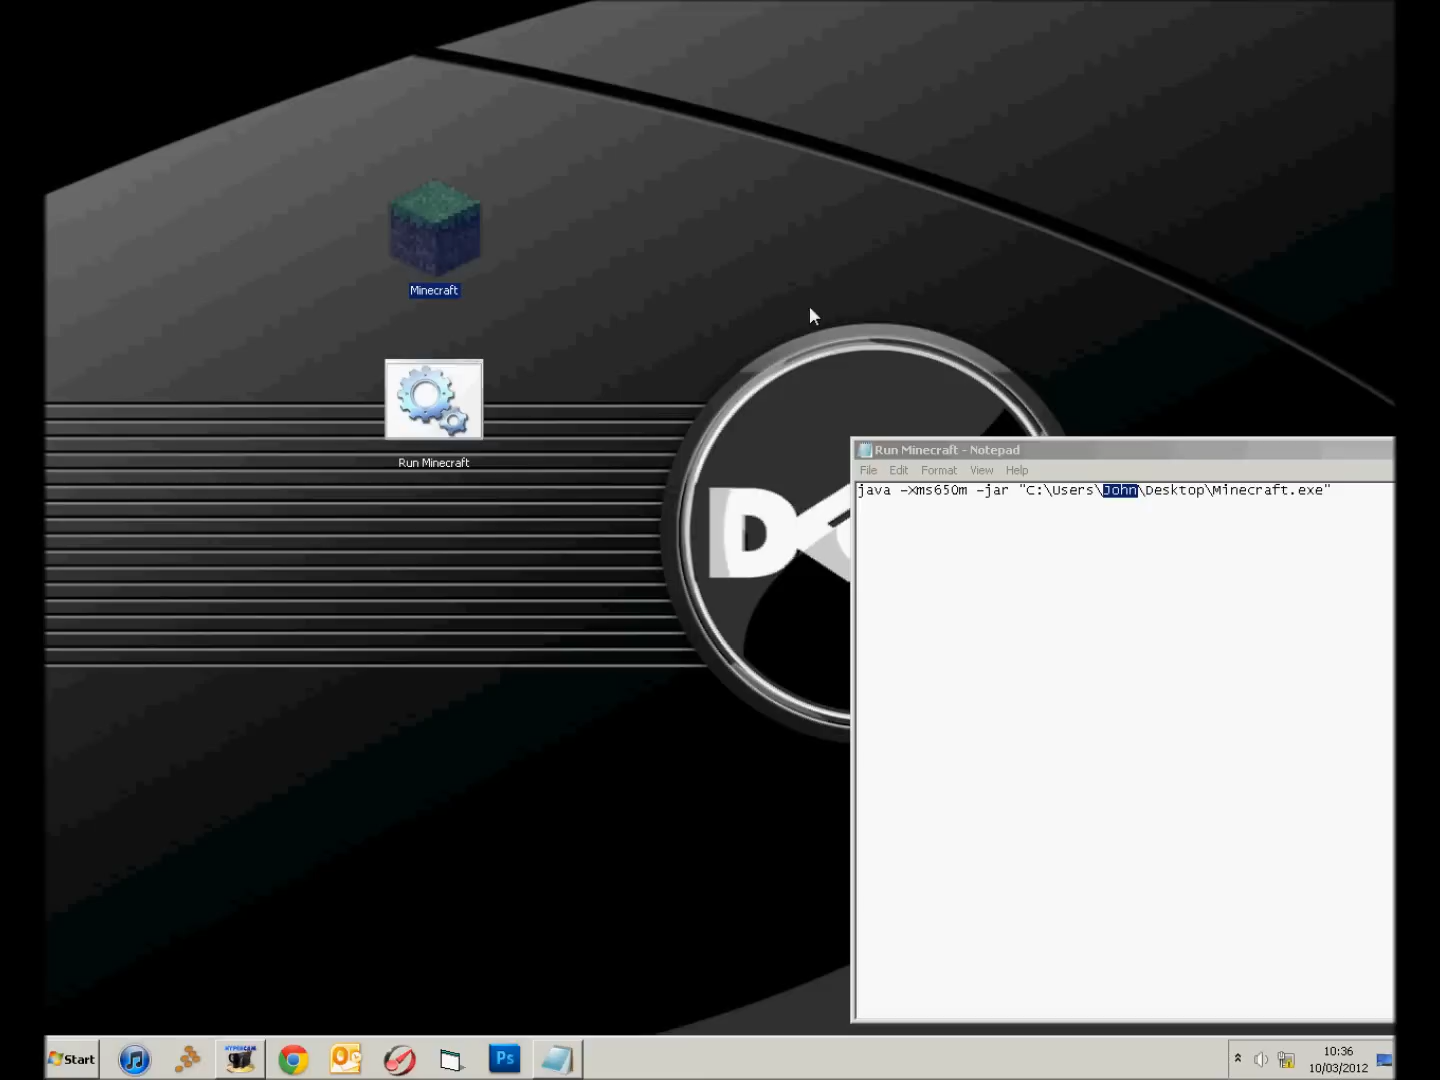 Minecraft
Run Minecraft
Run Minecraft - Notepad
File Edit Format View Help
java -Xms650m -jar "C:\Users\John\Desktop\Minecraft.exe"
Start
HYPERCAM
Ps
10:36
10/03/2012